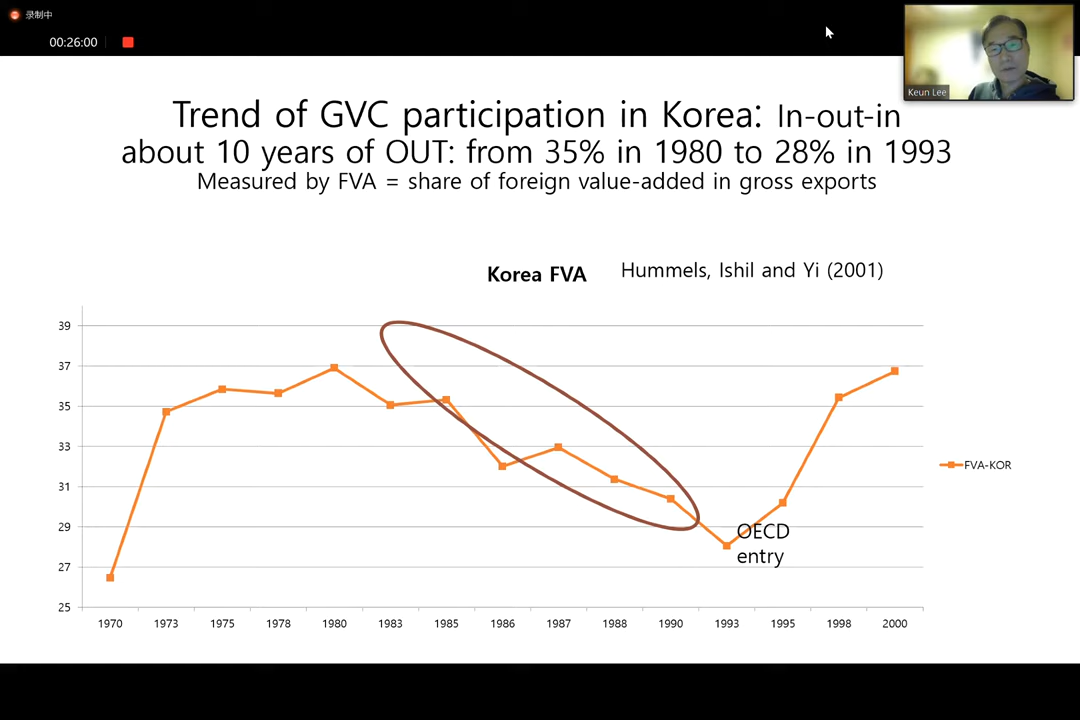 录制中
00:26:00
Keun Lee
Trend of GVC participation in Korea: In-out-in
about 10 years of OUT: from 35% in 1980 to 28% in 1993
Measured by FVA = share of foreign value-added in gross exports
Korea FVA
Hummels, Ishil and Yi (2001)
39
37
35
33
31
29
27
25
FVA-KOR
OECD
entry
1970 1973 1975 1978 1980 1983 1985 1986 1987 1988 1990 1993 1995 1998 2000